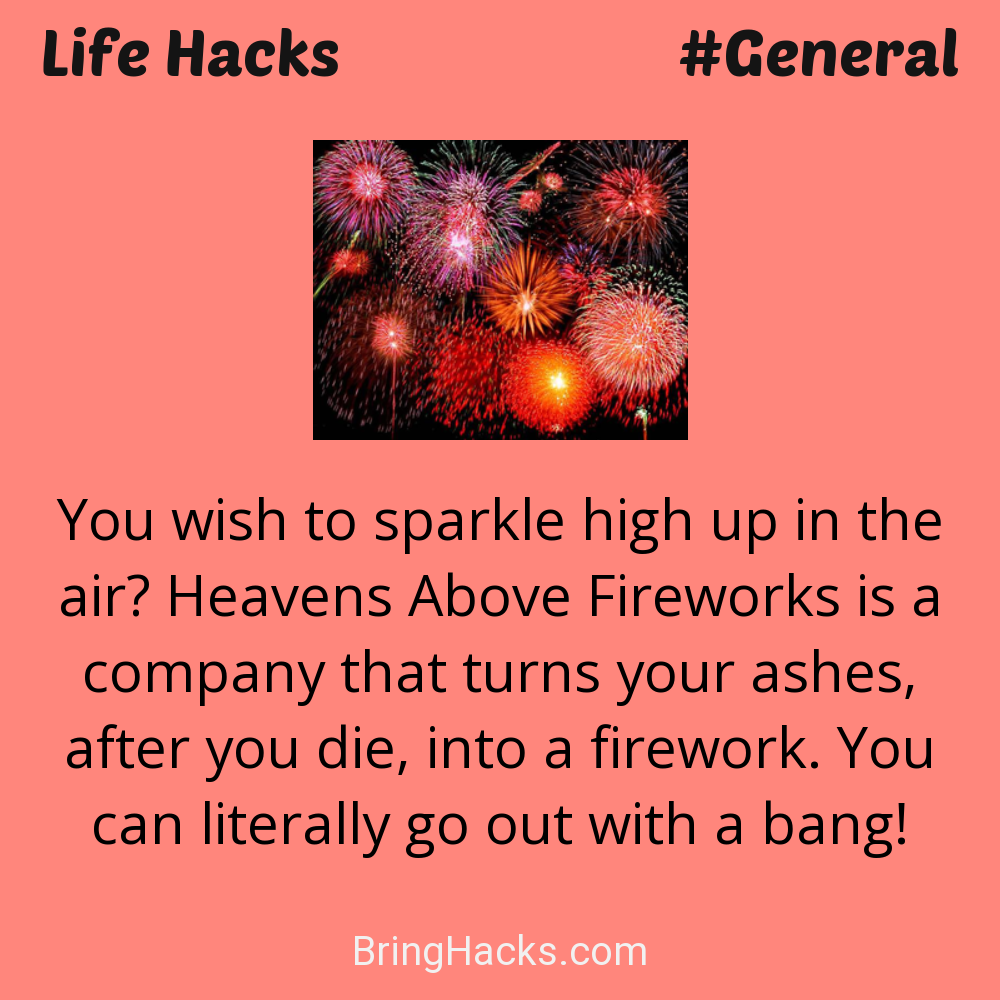 Life Hacks
#General
You wish to sparkle high up in the
air? Heavens Above Fireworks is a
company that turns your ashes,
after you die, into a firework. You
can literally go out with a bang!
BringHacks.com